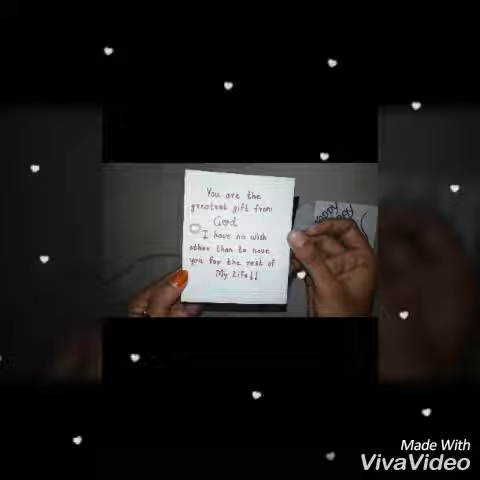 You are the
greatest gift from
God
I have no wish
other than to have
you for the rest of
My Life!!
Made With
VivaVideo